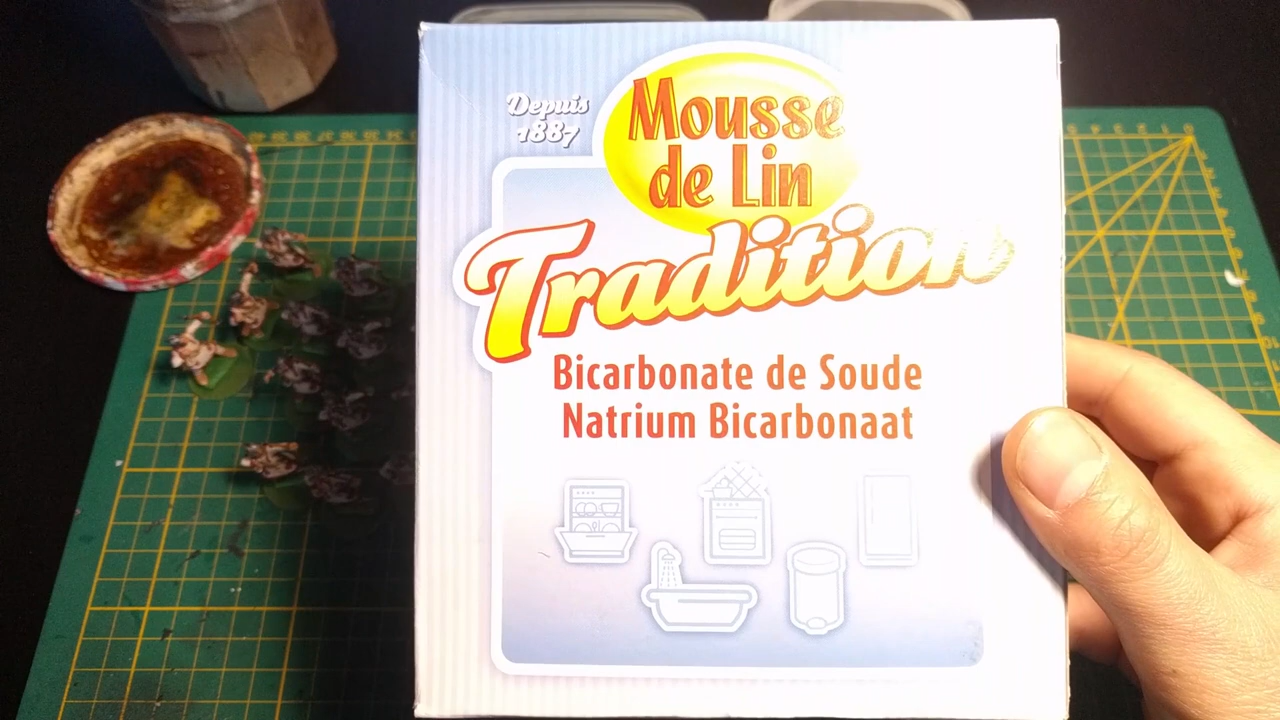 Depuis
1887
Mousse
de Lin
Tradition
Bicarbonate de Soude
Natrium Bicarbonaat